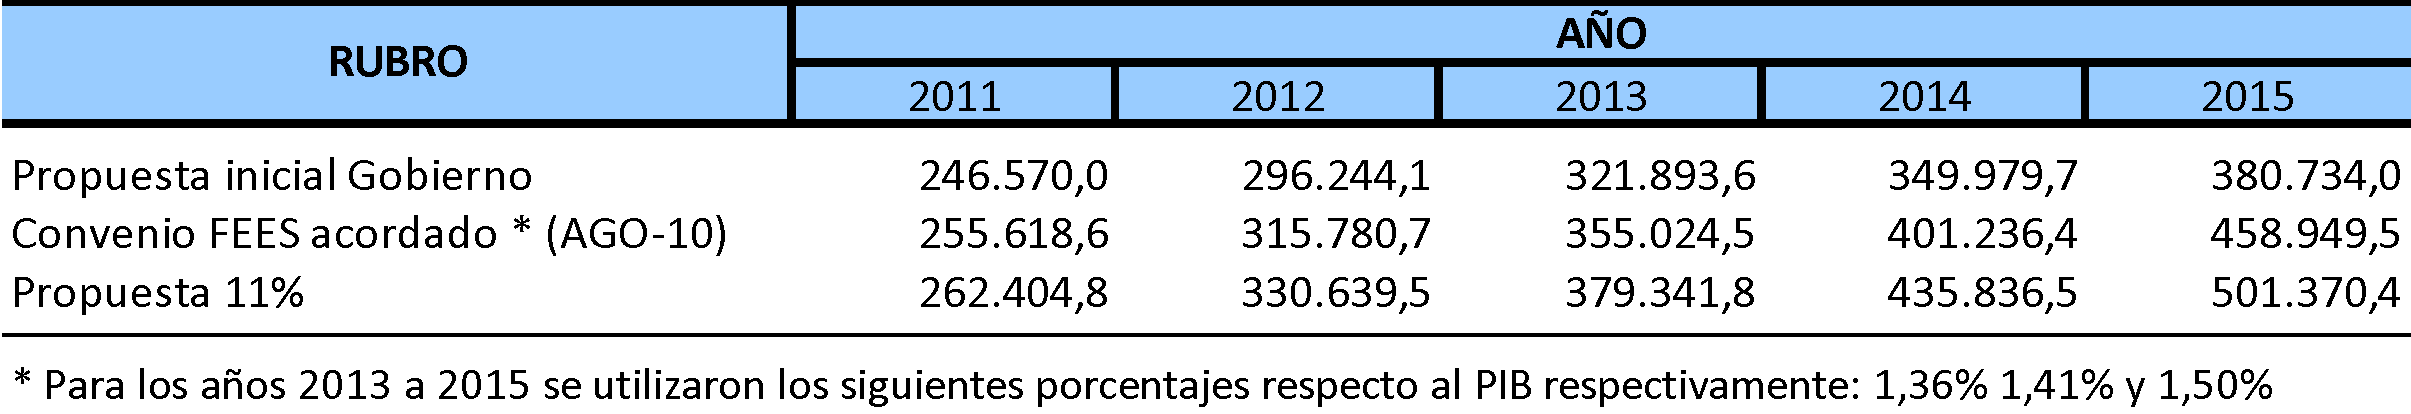 RUBRO
AÑO
2011 2012 2013 2014 2015
Propuesta inicial Gobierno 246.570,0 296.244,1 321.893,6 349.979,7 380.734,0
Convenio FEES acordado * (AGO-10) 255.618,6 315.780,7 355.024,5 401.236,4 458.949,5
Propuesta 11% 262.404,8 330.639,5 379.341,8 435.836,5 501.370,4
* Para los años 2013 a 2015 se utilizaron los siguientes porcentajes respecto al PIB respectivamente: 1,36% 1,41% y 1,50%